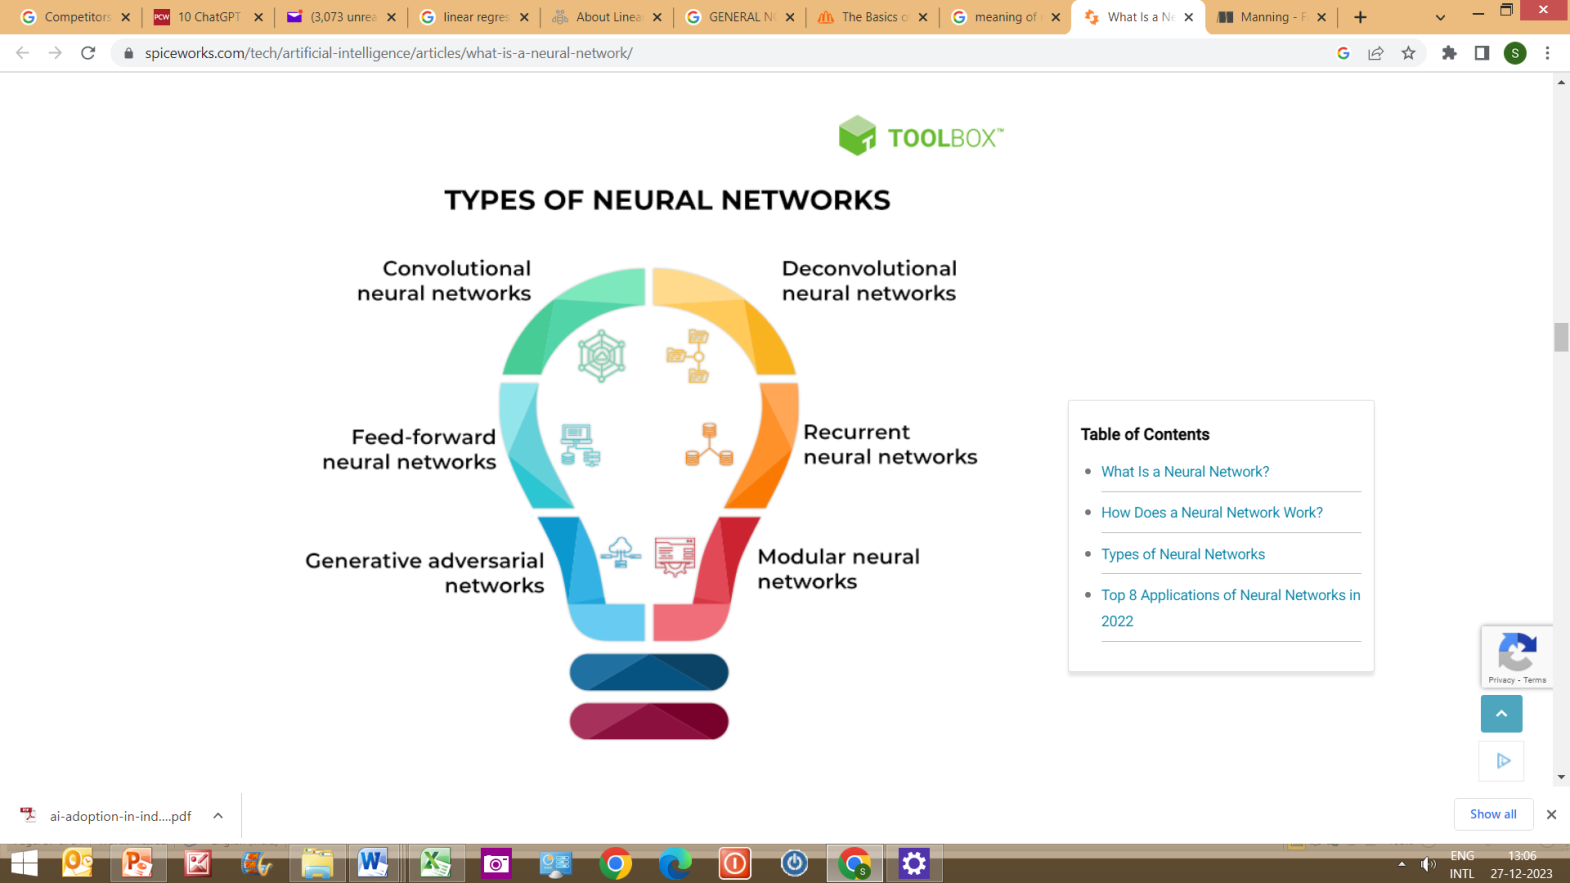 Competitors
10 ChatGPT
(3,073 unrea
linear regres
About Linea
GENERAL N
The Basics o
meaning of
What Is a Ne
Manning - F
spiceworks.com/tech/artificial-intelligence/articles/what-is-a-neural-network/
S
TOOLBOX™
TYPES OF NEURAL NETWORKS
Convolutional
neural networks
Deconvolutional
neural networks
Feed-forward
neural networks
Recurrent
neural networks
Generative adversarial
networks
Modular neural
networks
Table of Contents
What Is a Neural Network?
How Does a Neural Network Work?
Types of Neural Networks
Top 8 Applications of Neural Networks in
2022
Privacy - Terms
ai-adoption-in-ind....pdf
Show all
ENG
INTL
13:06
27-12-2023